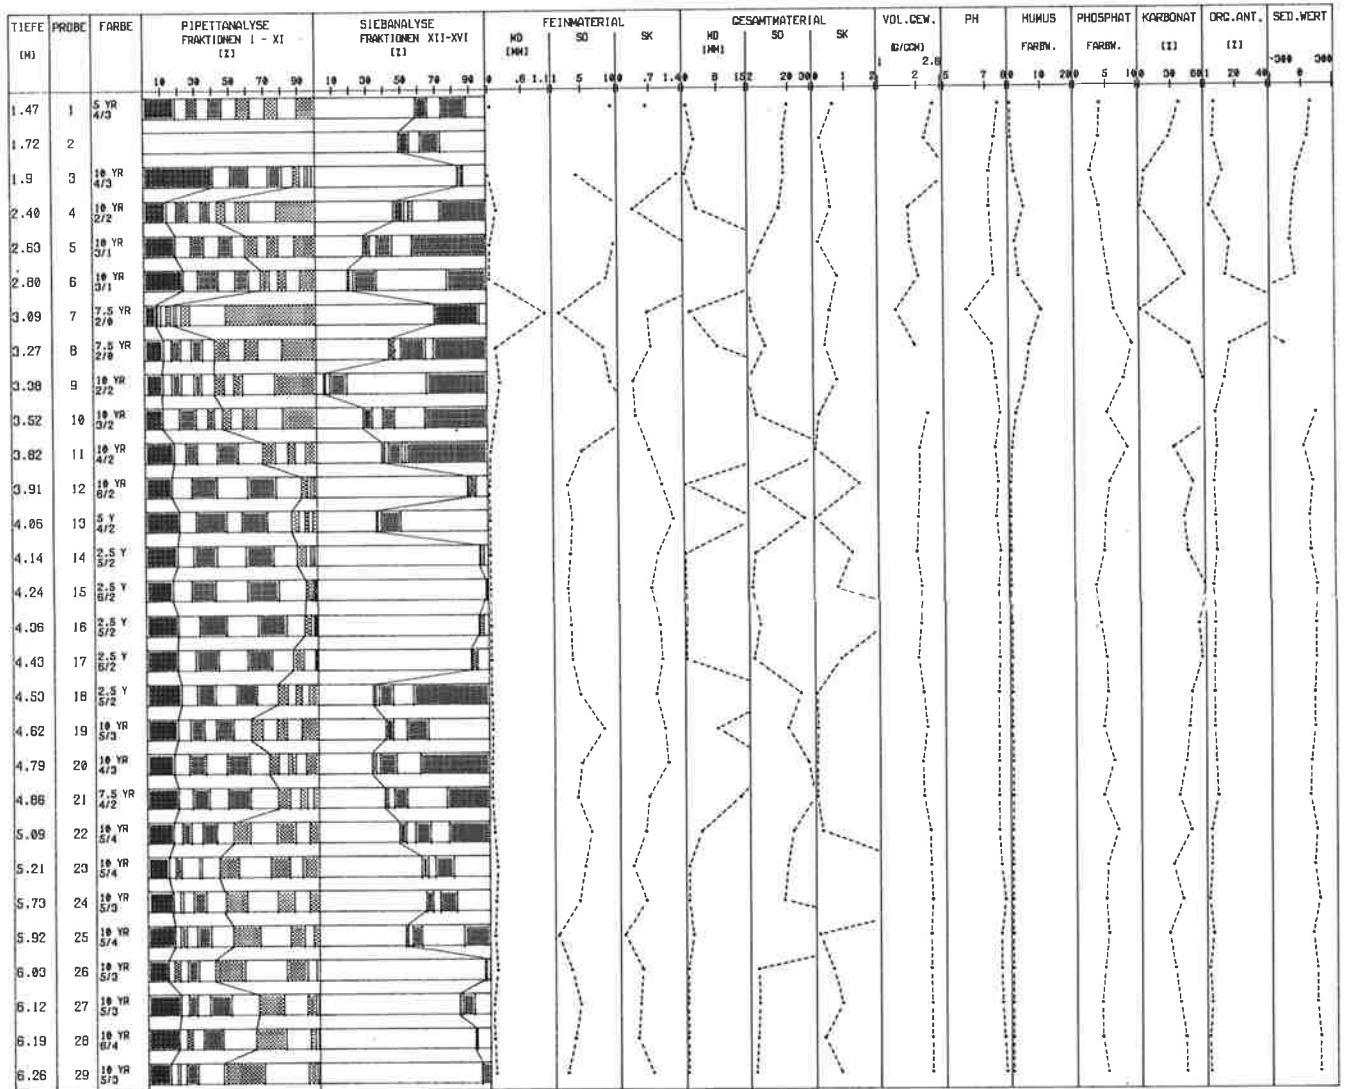 TIEFE PROBE FARBE PIPETTANALYSE SIEBANALYSE FEINMATERIAL GESAMTMATERIAL VOL.GEW. PH HUMUS PHOSPHAT KARBONAT ORG.ANT. SED.WERT
FRAKTIONEN I - XI FRAKTIONEN XII-XVI MD SO SK MD SO SK FARBW. FARBW. [%] [%]
[M] [%] [%] [MM] [MM] [G/CCM]
10 30 50 70 90 10 30 50 70 90
1.47 1 5 YR 4/3
1.72 2
1.9 3 10 YR 4/3
2.40 4 10 YR 2/2
2.63 5 10 YR 3/1
2.80 6 10 YR 3/1
3.09 7 7.5 YR 2/0
3.27 8 7.5 YR 2/0
3.38 9 10 YR 2/2
3.52 10 10 YR 3/2
3.82 11 10 YR 4/2
3.91 12 10 YR 6/2
4.06 13 5 Y 4/2
4.14 14 2.5 Y 5/2
4.24 15 2.5 Y 6/2
4.36 16 2.5 Y 5/2
4.43 17 2.5 Y 6/2
4.53 18 2.5 Y 5/2
4.62 19 10 YR 5/3
4.79 20 10 YR 4/3
4.86 21 7.5 YR 4/2
5.09 22 10 YR 5/4
5.21 23 10 YR 5/4
5.73 24 10 YR 5/3
5.92 25 10 YR 5/4
6.03 26 10 YR 5/3
6.12 27 10 YR 5/3
6.19 28 10 YR 6/4
6.26 29 10 YR 5/3